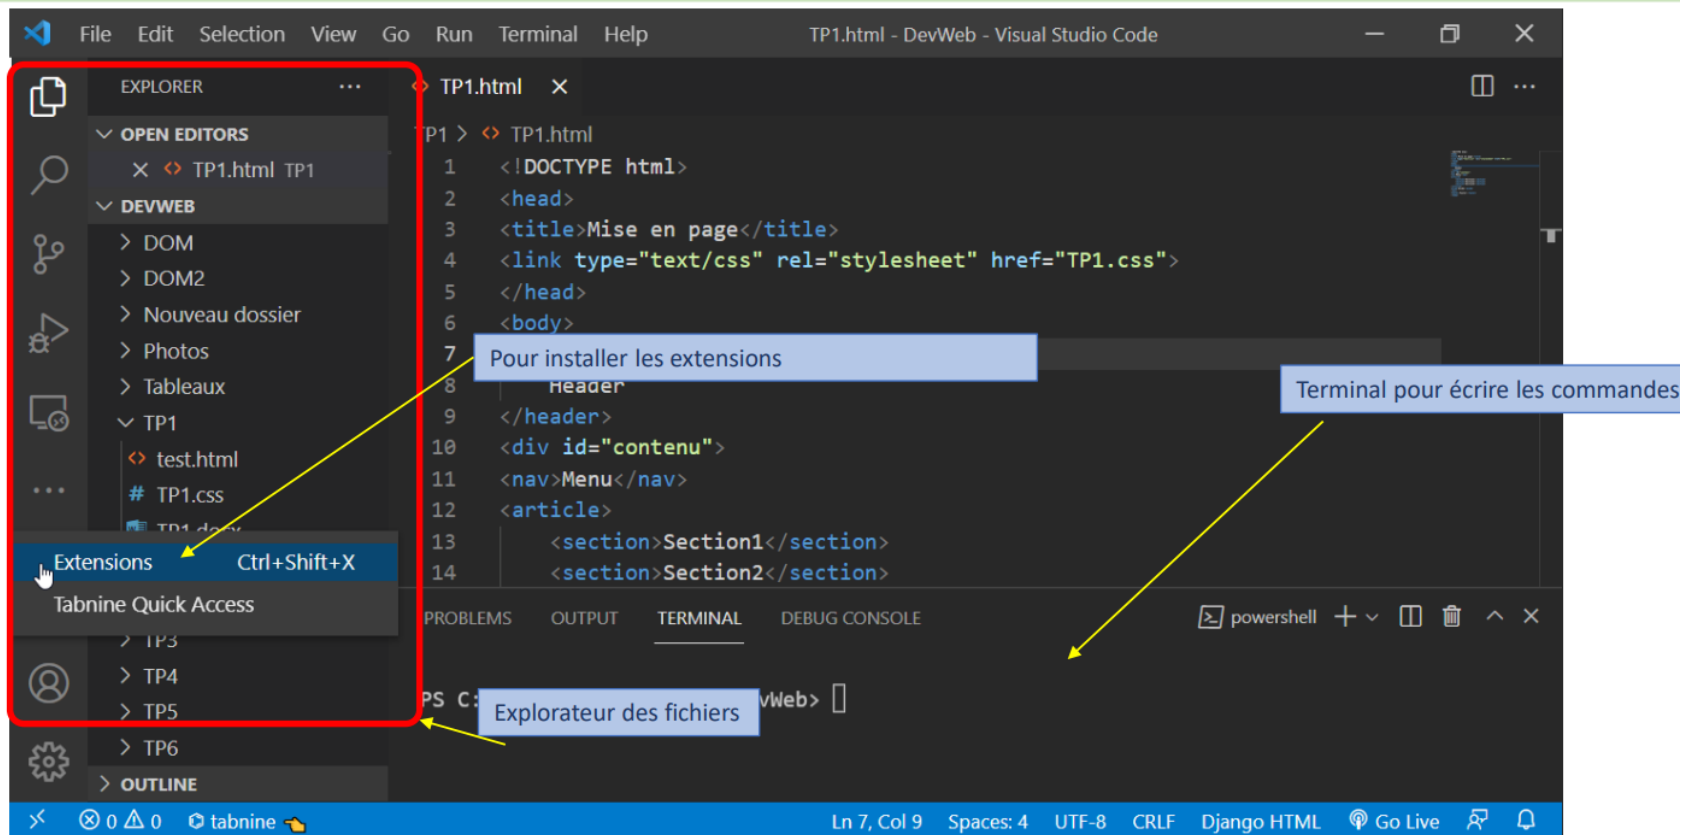 File Edit Selection View Go Run Terminal Help TP1.html - DevWeb - Visual Studio Code
EXPLORER
OPEN EDITORS
TP1.html TP1
DEVWEB
DOM
DOM2
Nouveau dossier
Photos
Tableaux
TP1
test.html
TP1.css
TP1.docx
Extensions Ctrl+Shift+X
Tabnine Quick Access
TP3
TP4
TP5
TP6
OUTLINE
TP1.html
TP1 > TP1.html
1 <!DOCTYPE html>
2 <head>
3 <title>Mise en page</title>
4 <link type="text/css" rel="stylesheet" href="TP1.css">
5 </head>
6 <body>
7
Pour installer les extensions
8 Header
Terminal pour écrire les commandes
9 </header>
10 <div id="contenu">
11 <nav>Menu</nav>
12 <article>
13 <section>Section1</section>
14 <section>Section2</section>
PROBLEMS OUTPUT TERMINAL DEBUG CONSOLE powershell
PS C: vWeb>
Explorateur des fichiers
0 0 tabnine Ln 7, Col 9 Spaces: 4 UTF-8 CRLF Django HTML Go Live